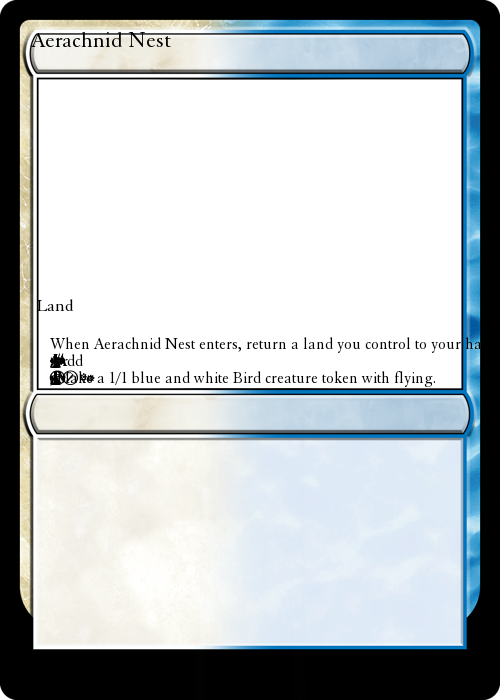 Aerachnid Nest
Land
When Aerachnid Nest enters, return a land you control to your ha
Add
Make a 1/1 blue and white Bird creature token with flying.